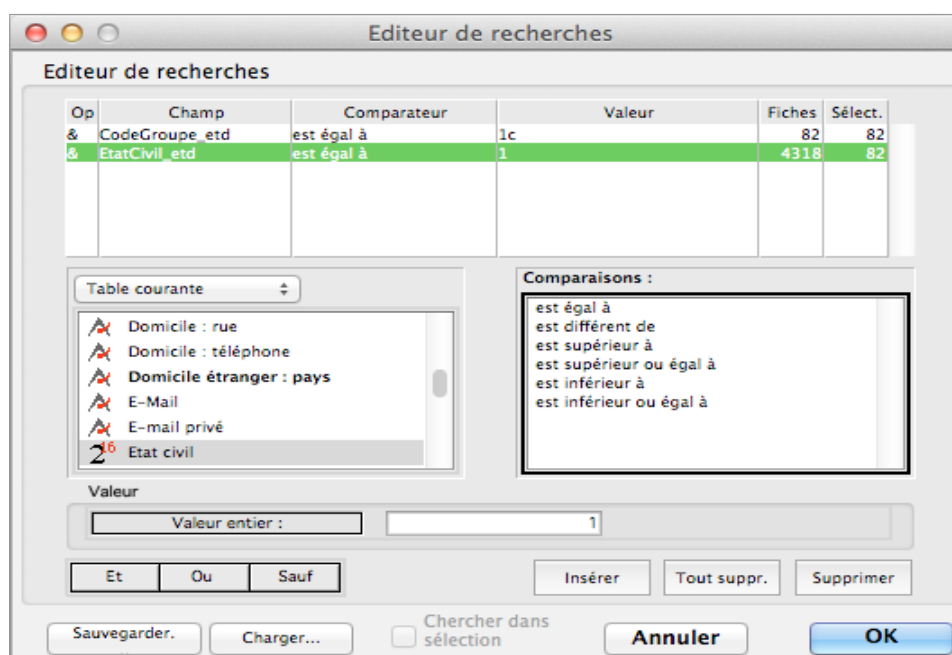 Editeur de recherches
Editeur de recherches
Op Champ Comparateur Valeur Fiches Sélect.
& CodeGroupe_etd est égal à 1c 82 82
& EtatCivil_etd est égal à 1 4318 82
Table courante
Domicile : rue
Domicile : téléphone
Domicile étranger : pays
E-Mail
E-mail privé
2 16 Etat civil
Comparaisons :
est égal à
est différent de
est supérieur à
est supérieur ou égal à
est inférieur à
est inférieur ou égal à
Valeur
Valeur entier : 1
Et Ou Sauf
Insérer Tout suppr. Supprimer
Sauvegarder.
Charger...
Chercher dans
sélection
Annuler OK